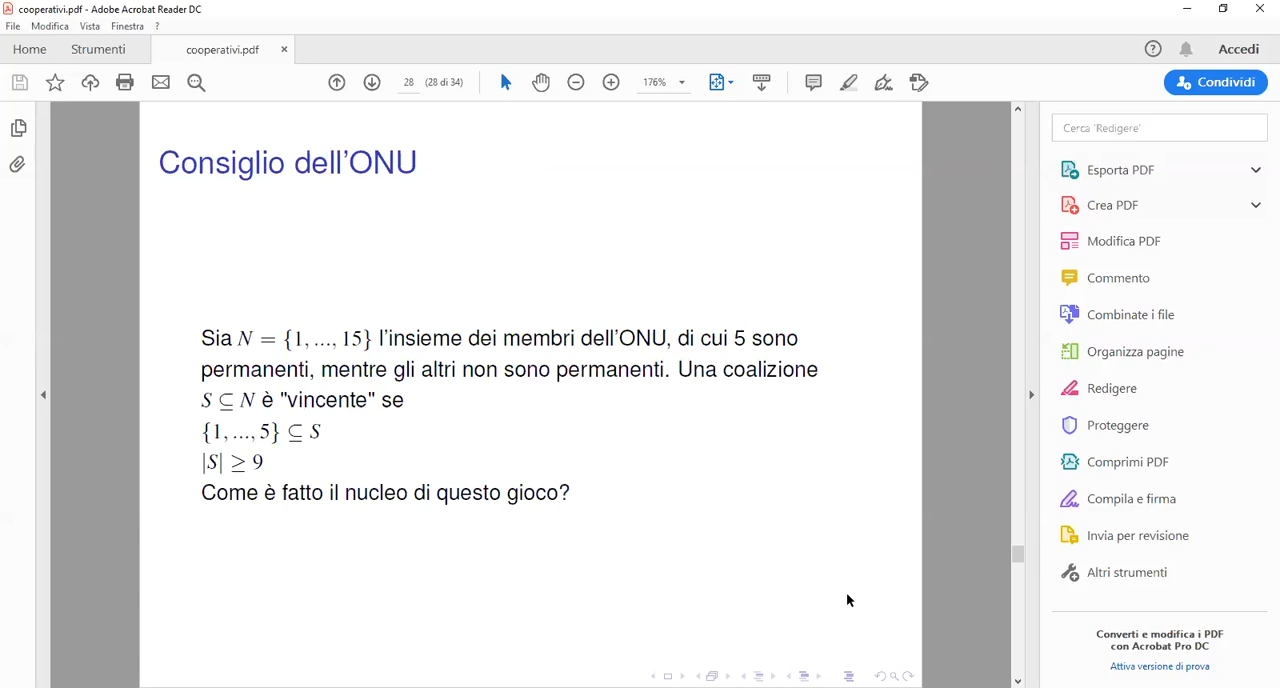 cooperativi.pdf - Adobe Acrobat Reader DC
File Modifica Vista Finestra ?
Home Strumenti cooperativi.pdf × ? Accedi
28 (28 di 34) 176% Condividi
Consiglio dell'ONU
Sia N = {1, ..., 15} l'insieme dei membri dell'ONU, di cui 5 sono
permanenti, mentre gli altri non sono permanenti. Una coalizione
S ⊆ N è "vincente" se
{1, ..., 5} ⊆ S
|S| ≥ 9
Come è fatto il nucleo di questo gioco?
Cerca 'Redigere'
Esporta PDF
Crea PDF
Modifica PDF
Commento
Combinate i file
Organizza pagine
Redigere
Proteggere
Comprimi PDF
Compila e firma
Invia per revisione
Altri strumenti
Converti e modifica i PDF
con Acrobat Pro DC
Attiva versione di prova